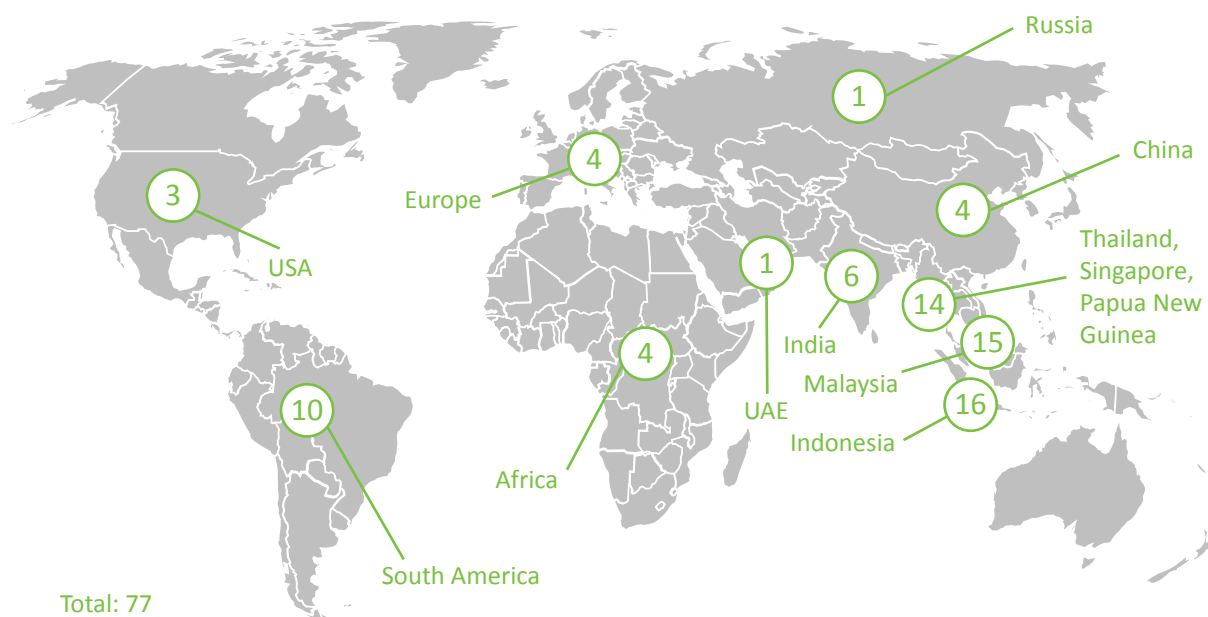 Russia
1
China
4
Europe
4
3
USA
Thailand,
Singapore,
Papua New
Guinea
14
1
UAE
6
India
15
Malaysia
16
Indonesia
4
Africa
10
South America
Total: 77